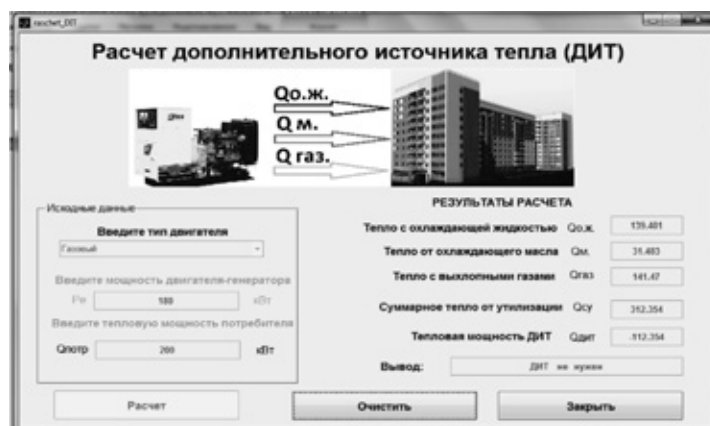 raschet_DIT
Расчет дополнительного источника тепла (ДИТ)
Qо.ж.
Q м.
Q газ.
Исходные данные
Введите тип двигателя
Газовый
Введите мощность двигателя-генератора
Pe 180 кВт
Введите тепловую мощность потребителя
Qпотр 200 кВт
Расчет
РЕЗУЛЬТАТЫ РАСЧЕТА
Тепло с охлаждающей жидкостью Qо.ж. 139.401
Тепло от охлаждающего масла Qм. 31.483
Тепло с выхлопными газами Qгаз 141.47
Суммарное тепло от утилизации Qсу 312.354
Тепловая мощность ДИТ Qдит -112.354
Вывод: ДИТ не нужен
Очистить
Закрыть